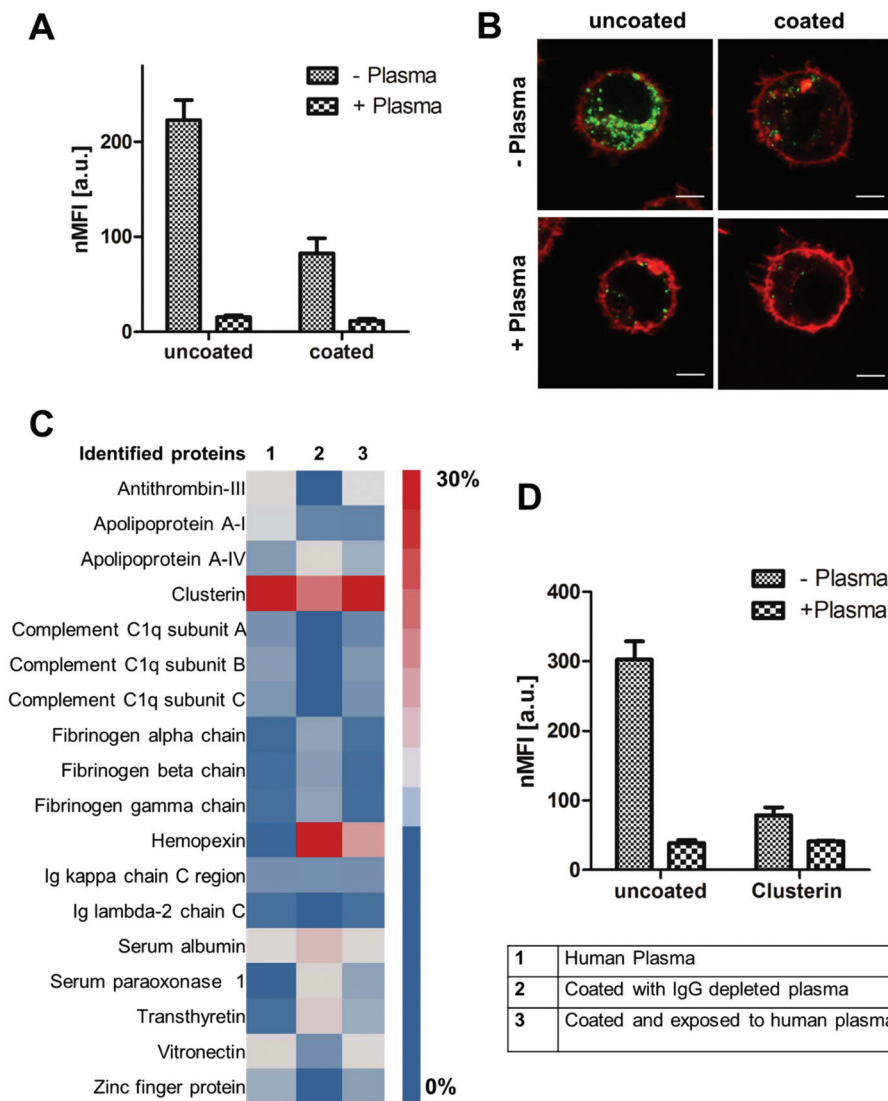 A
nMFI [a.u.]
200
100
0
- Plasma
+ Plasma
uncoated
coated
B
uncoated
coated
- Plasma
+ Plasma
C
Identified proteins
1
2
3
Antithrombin-III
Apolipoprotein A-I
Apolipoprotein A-IV
Clusterin
Complement C1q subunit A
Complement C1q subunit B
Complement C1q subunit C
Fibrinogen alpha chain
Fibrinogen beta chain
Fibrinogen gamma chain
Hemopexin
Ig kappa chain C region
Ig lambda-2 chain C
Serum albumin
Serum paraoxonase 1
Transthyretin
Vitronectin
Zinc finger protein
30%
0%
D
nMFI [a.u.]
400
300
200
100
0
- Plasma
+Plasma
uncoated
Clusterin
1 Human Plasma
2 Coated with IgG depleted plasma
3 Coated and exposed to human plasma